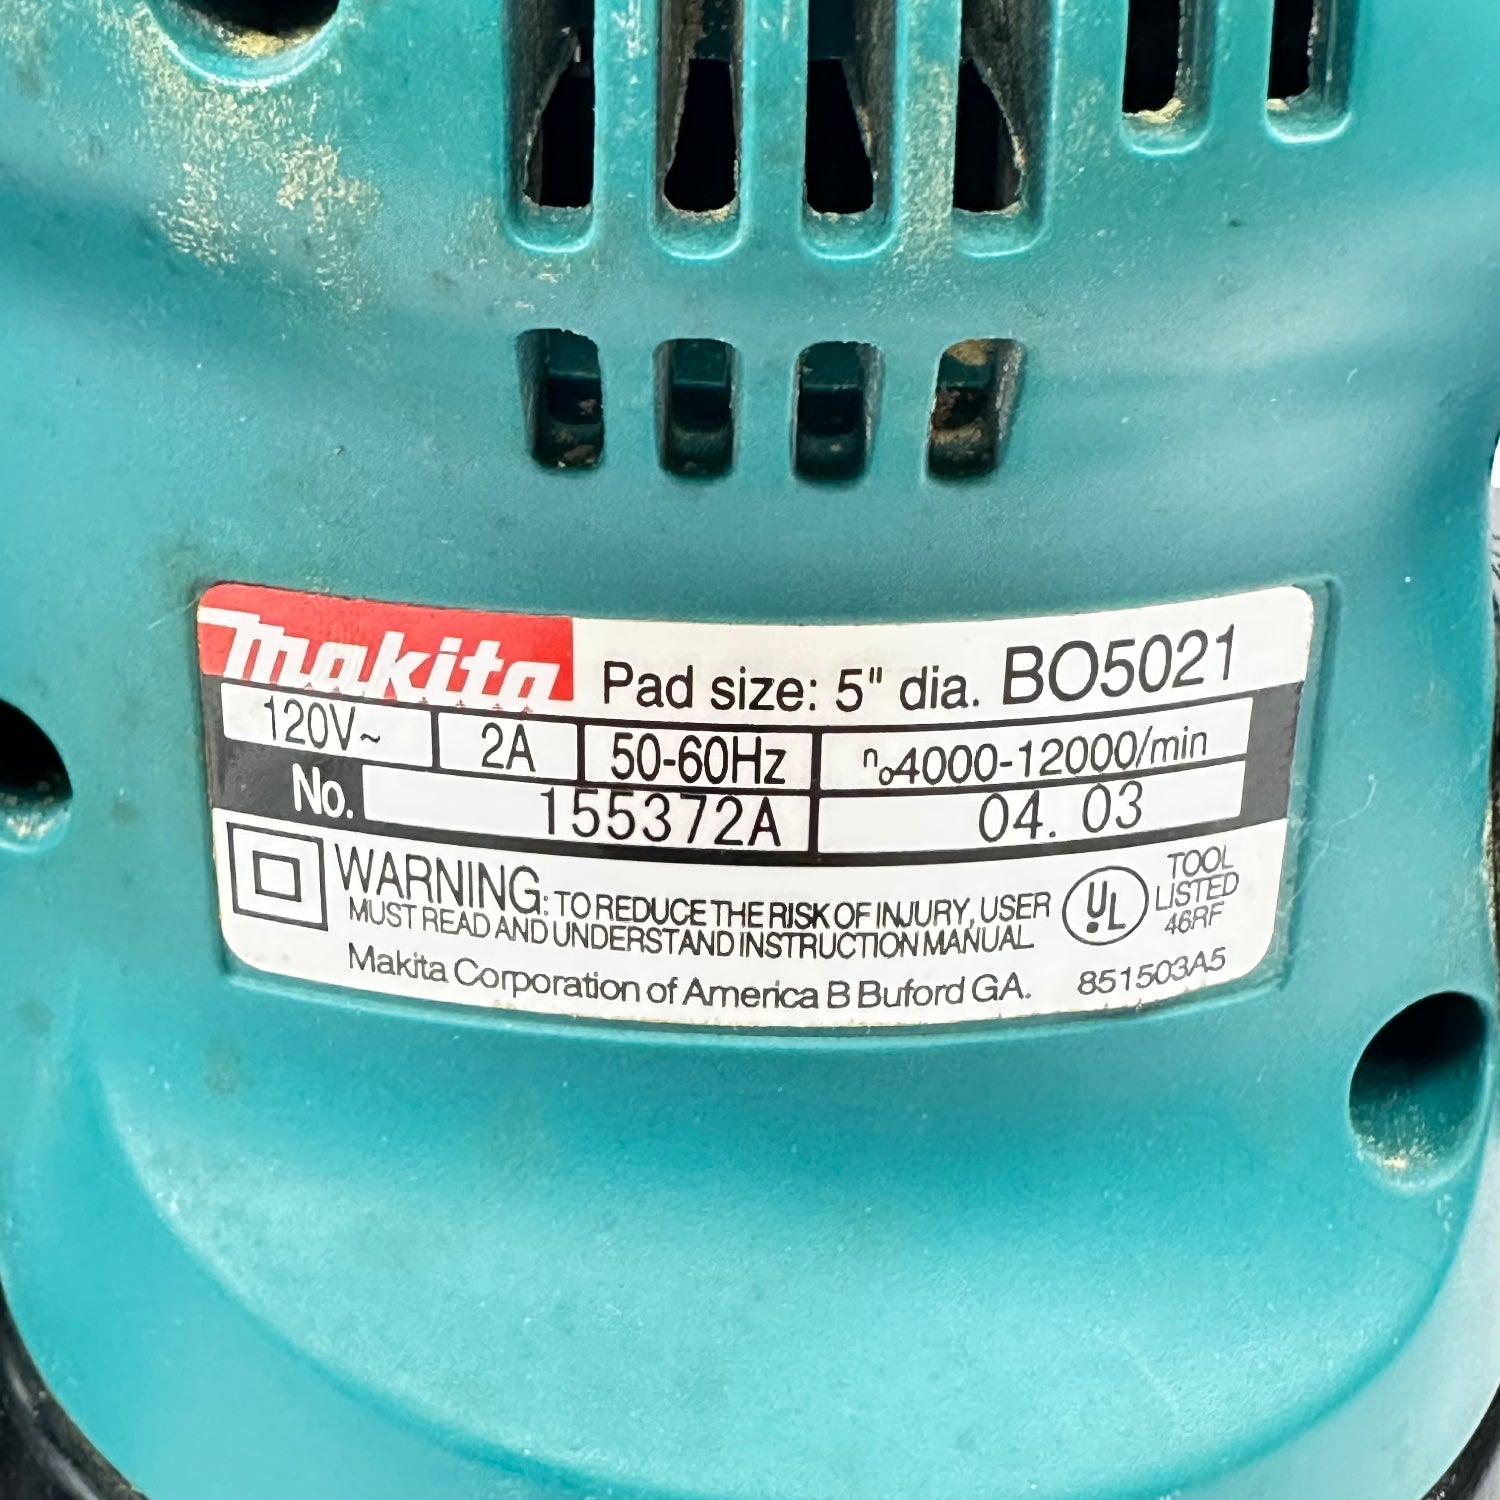 makita Pad size: 5" dia. BO5021
120V~ 2A 50-60Hz n₀4000-12000/min
No. 155372A 04. 03
WARNING: TO REDUCE THE RISK OF INJURY, USER
MUST READ AND UNDERSTAND INSTRUCTION MANUAL
UL TOOL
LISTED
46RF
Makita Corporation of America B Buford GA. 851503A5